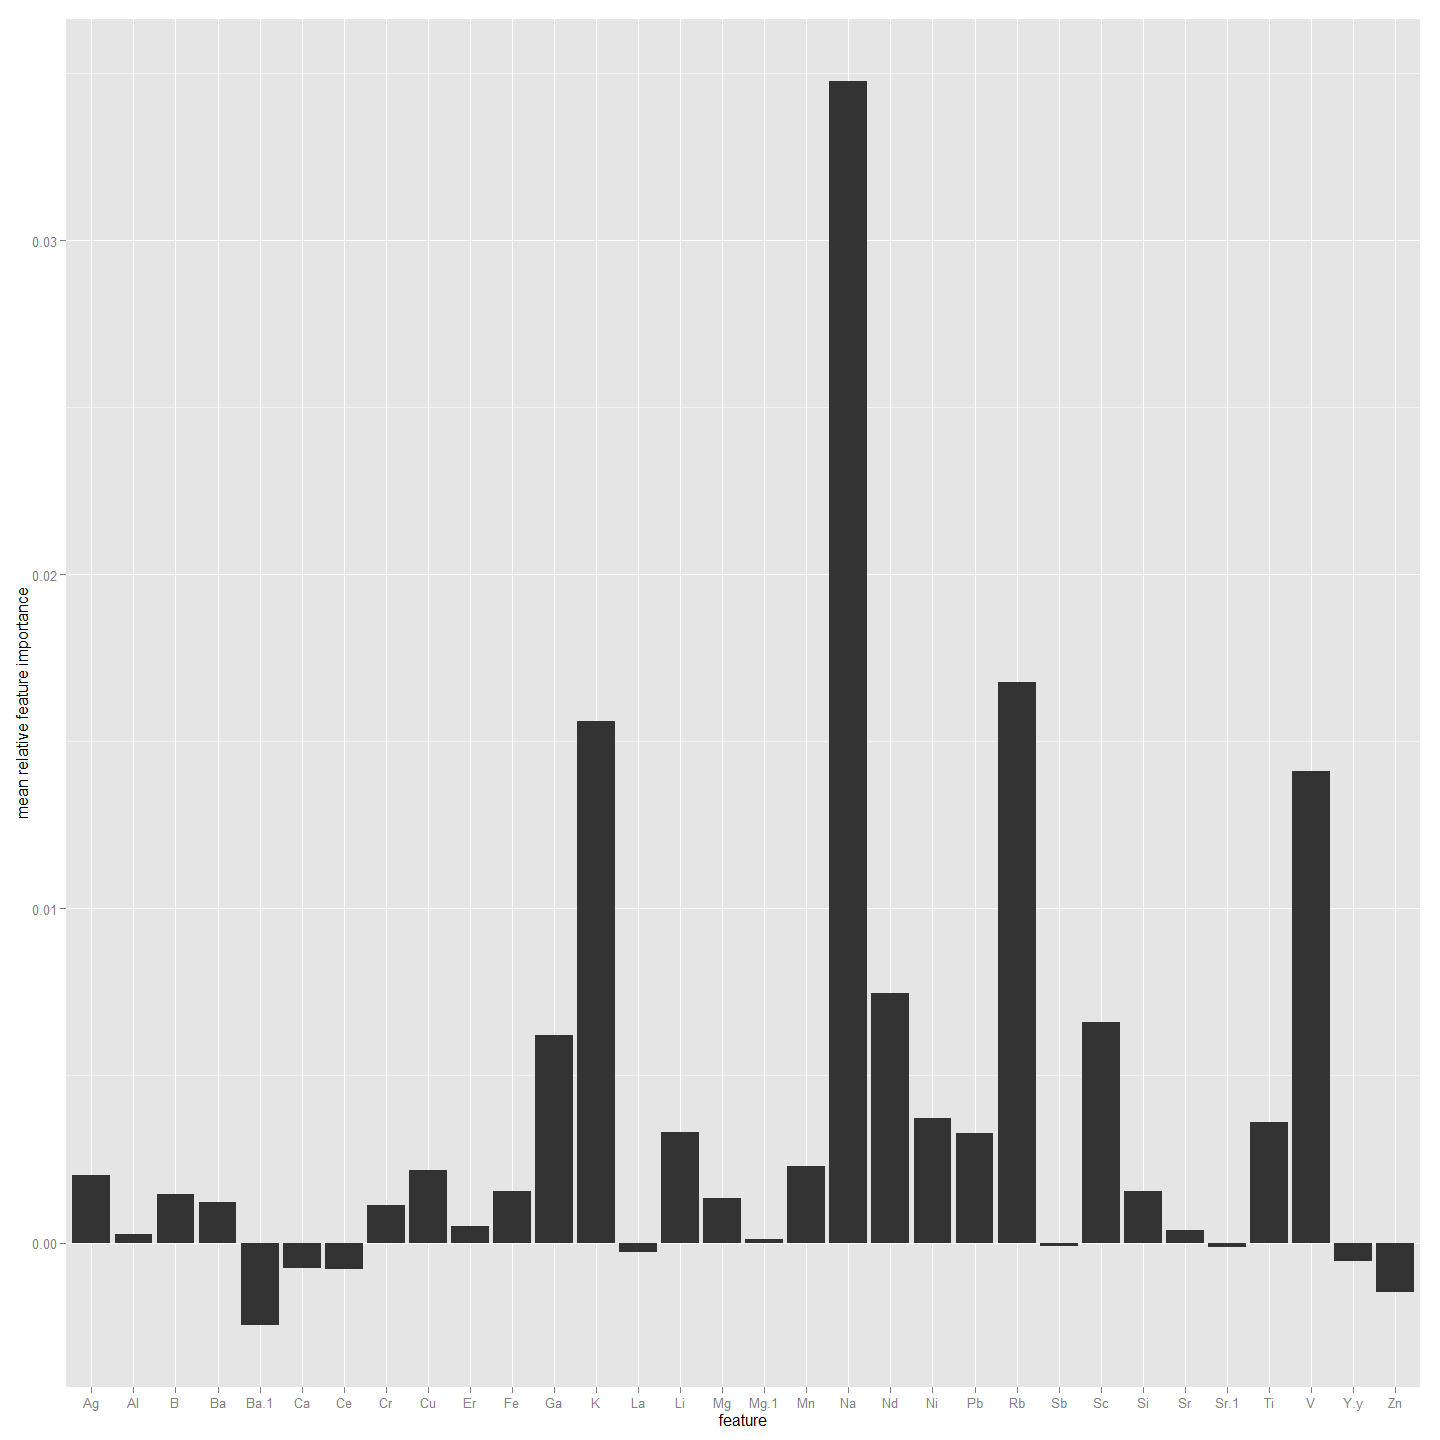 mean relative feature importance
0.03
0.02
0.01
0.00
Ag Al B Ba Ba.1 Ca Ce Cr Cu Er Fe Ga K La Li Mg Mg.1 Mn Na Nd Ni Pb Rb Sb Sc Si Sr Sr.1 Ti V Y.y Zn
feature